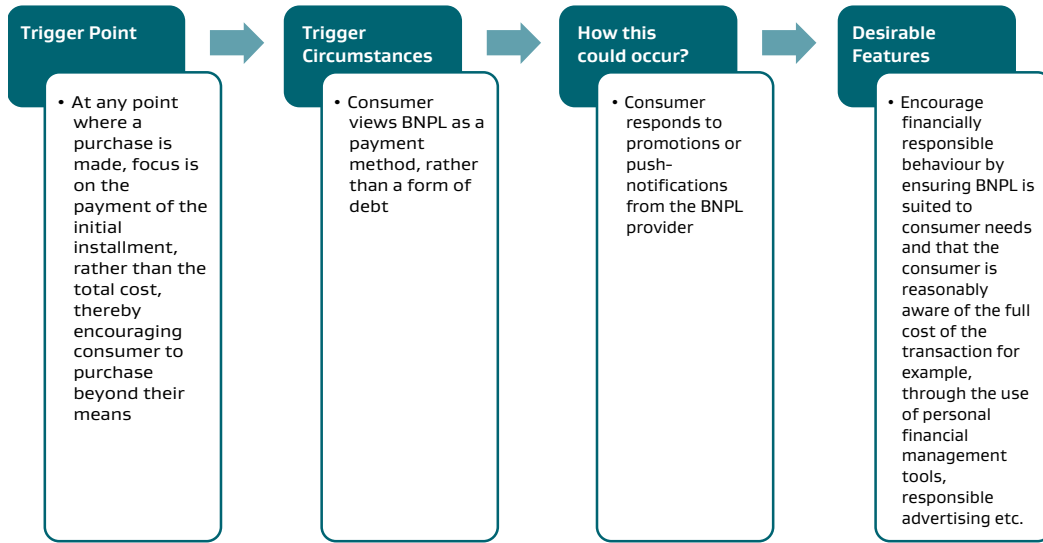 Trigger Point
• At any point
where a
purchase is
made, focus is
on the
payment of the
initial
installment,
rather than the
total cost,
thereby
encouraging
consumer to
purchase
beyond their
means
Trigger
Circumstances
• Consumer
views BNPL as a
payment
method, rather
than a form of
debt
How this
could occur?
• Consumer
responds to
promotions or
push-
notifications
from the BNPL
provider
Desirable
Features
• Encourage
financially
responsible
behaviour by
ensuring BNPL is
suited to
consumer needs
and that the
consumer is
reasonably
aware of the full
cost of the
transaction for
example,
through the use
of personal
financial
management
tools,
responsible
advertising etc.